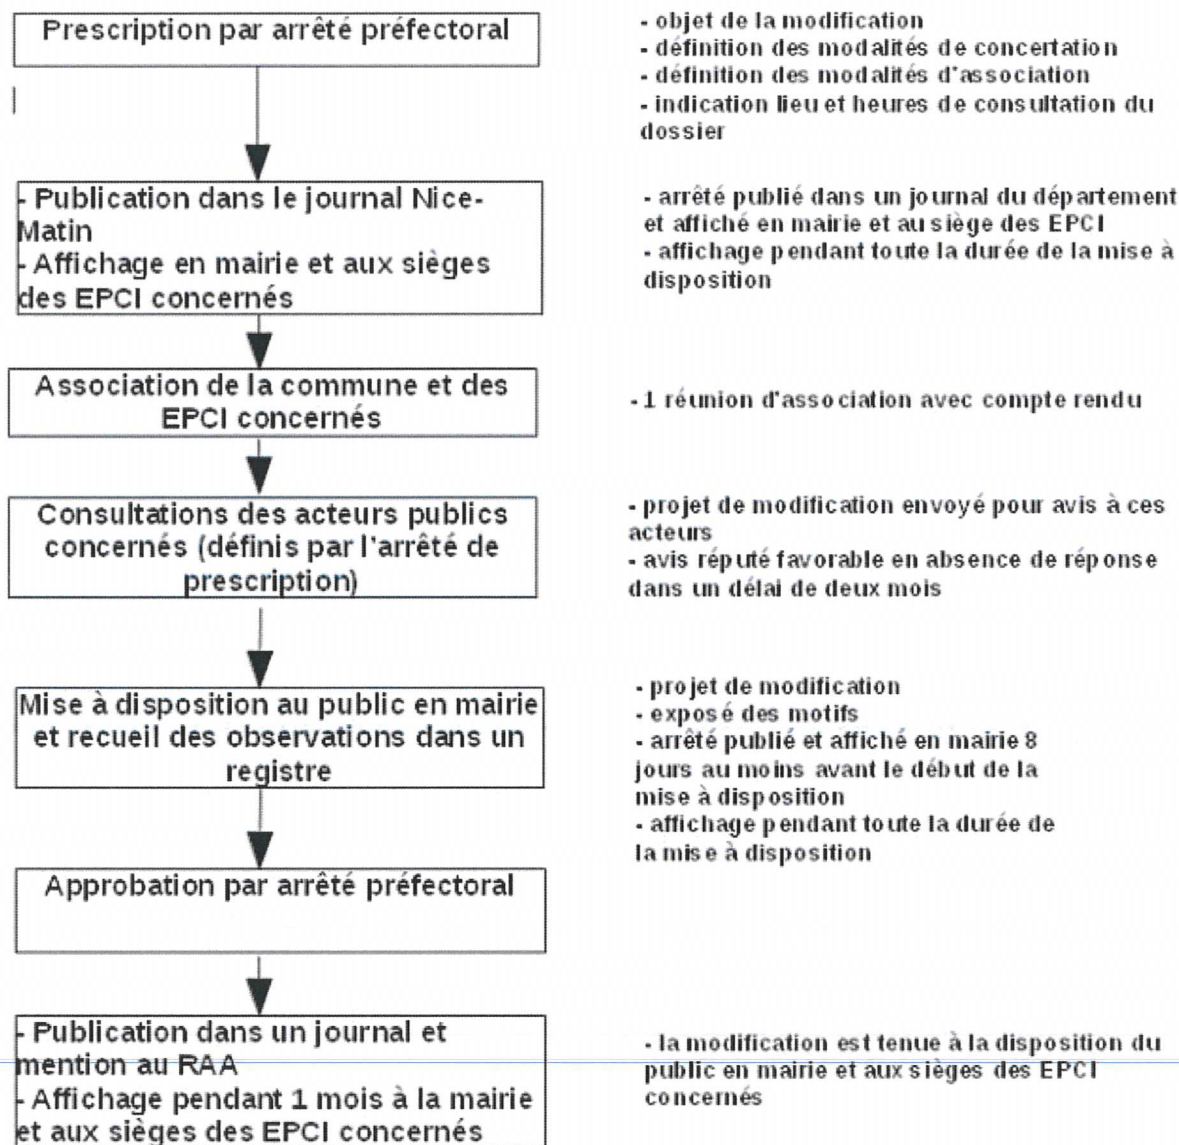 Prescription par arrêté préfectoral
- objet de la modification
- définition des modalités de concertation
- définition des modalités d'association
- indication lieu et heures de consultation du
dossier
- Publication dans le journal Nice-
Matin
- Affichage en mairie et aux sièges
des EPCI concernés
- arrêté publié dans un journal du département
et affiché en mairie et au siège des EPCI
- affichage pendant toute la durée de la mise à
disposition
Association de la commune et des
EPCI concernés
- 1 réunion d'association avec compte rendu
Consultations des acteurs publics
concernés (définis par l'arrêté de
prescription)
- projet de modification envoyé pour avis à ces
acteurs
- avis réputé favorable en absence de réponse
dans un délai de deux mois
Mise à disposition au public en mairie
et recueil des observations dans un
registre
- projet de modification
- exposé des motifs
- arrêté publié et affiché en mairie 8
jours au moins avant le début de la
mise à disposition
- affichage pendant toute la durée de
la mise à disposition
Approbation par arrêté préfectoral
- Publication dans un journal et
mention au RAA
- Affichage pendant 1 mois à la mairie
et aux sièges des EPCI concernés
- la modification est tenue à la disposition du
public en mairie et aux sièges des EPCI
concernés